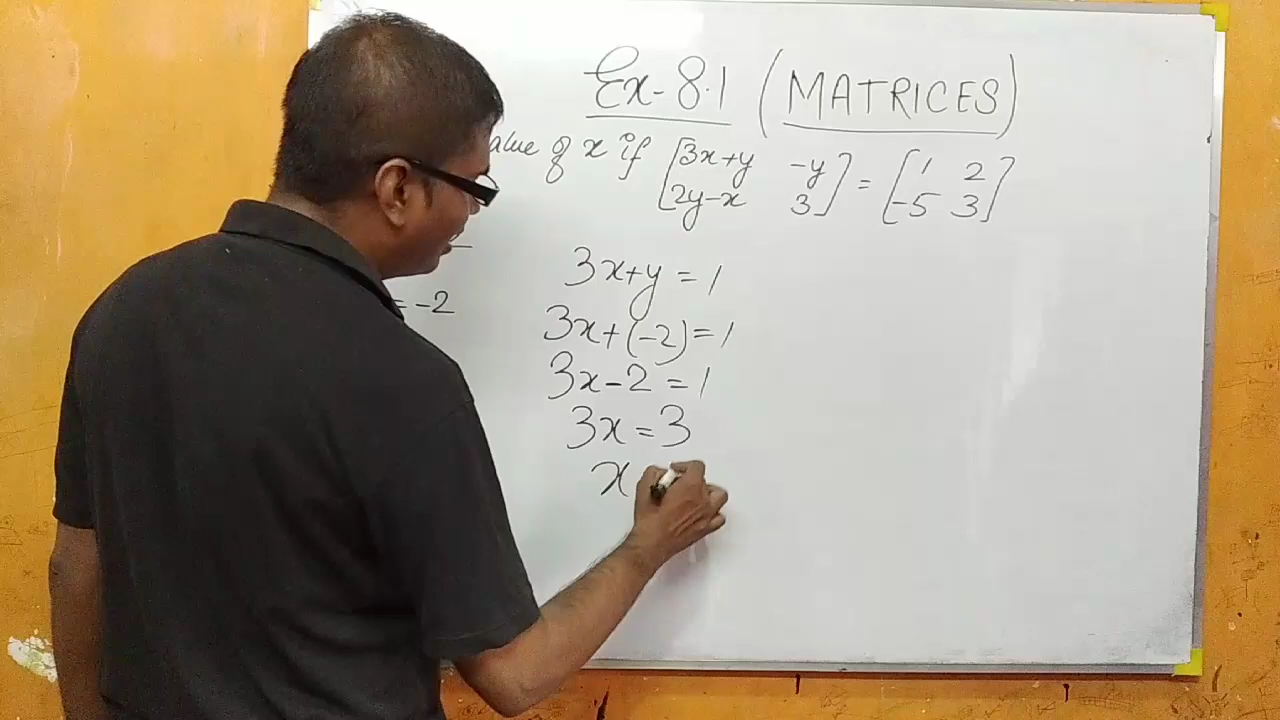 Ex-8.1 (MATRICES)
of x if [3x+y -y] = [1 2]
[2y-x 3] [-5 3]
= -2
3x+y = 1
3x+(-2) = 1
3x-2 = 1
3x = 3
x